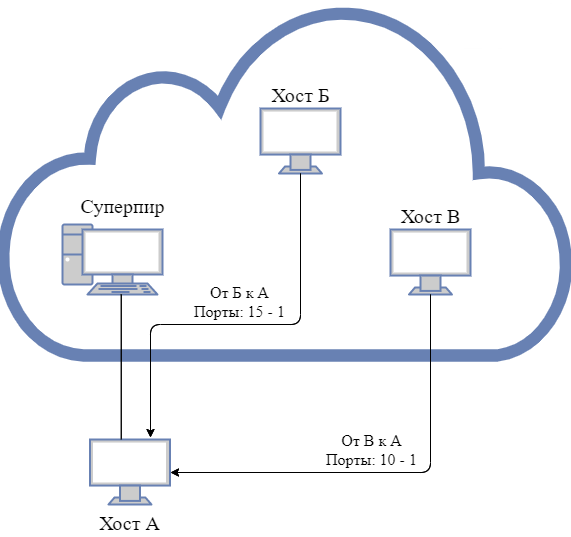 Хост Б
Суперпир
Хост В
От Б к А
Порты: 15 - 1
От В к А
Порты: 10 - 1
Хост А